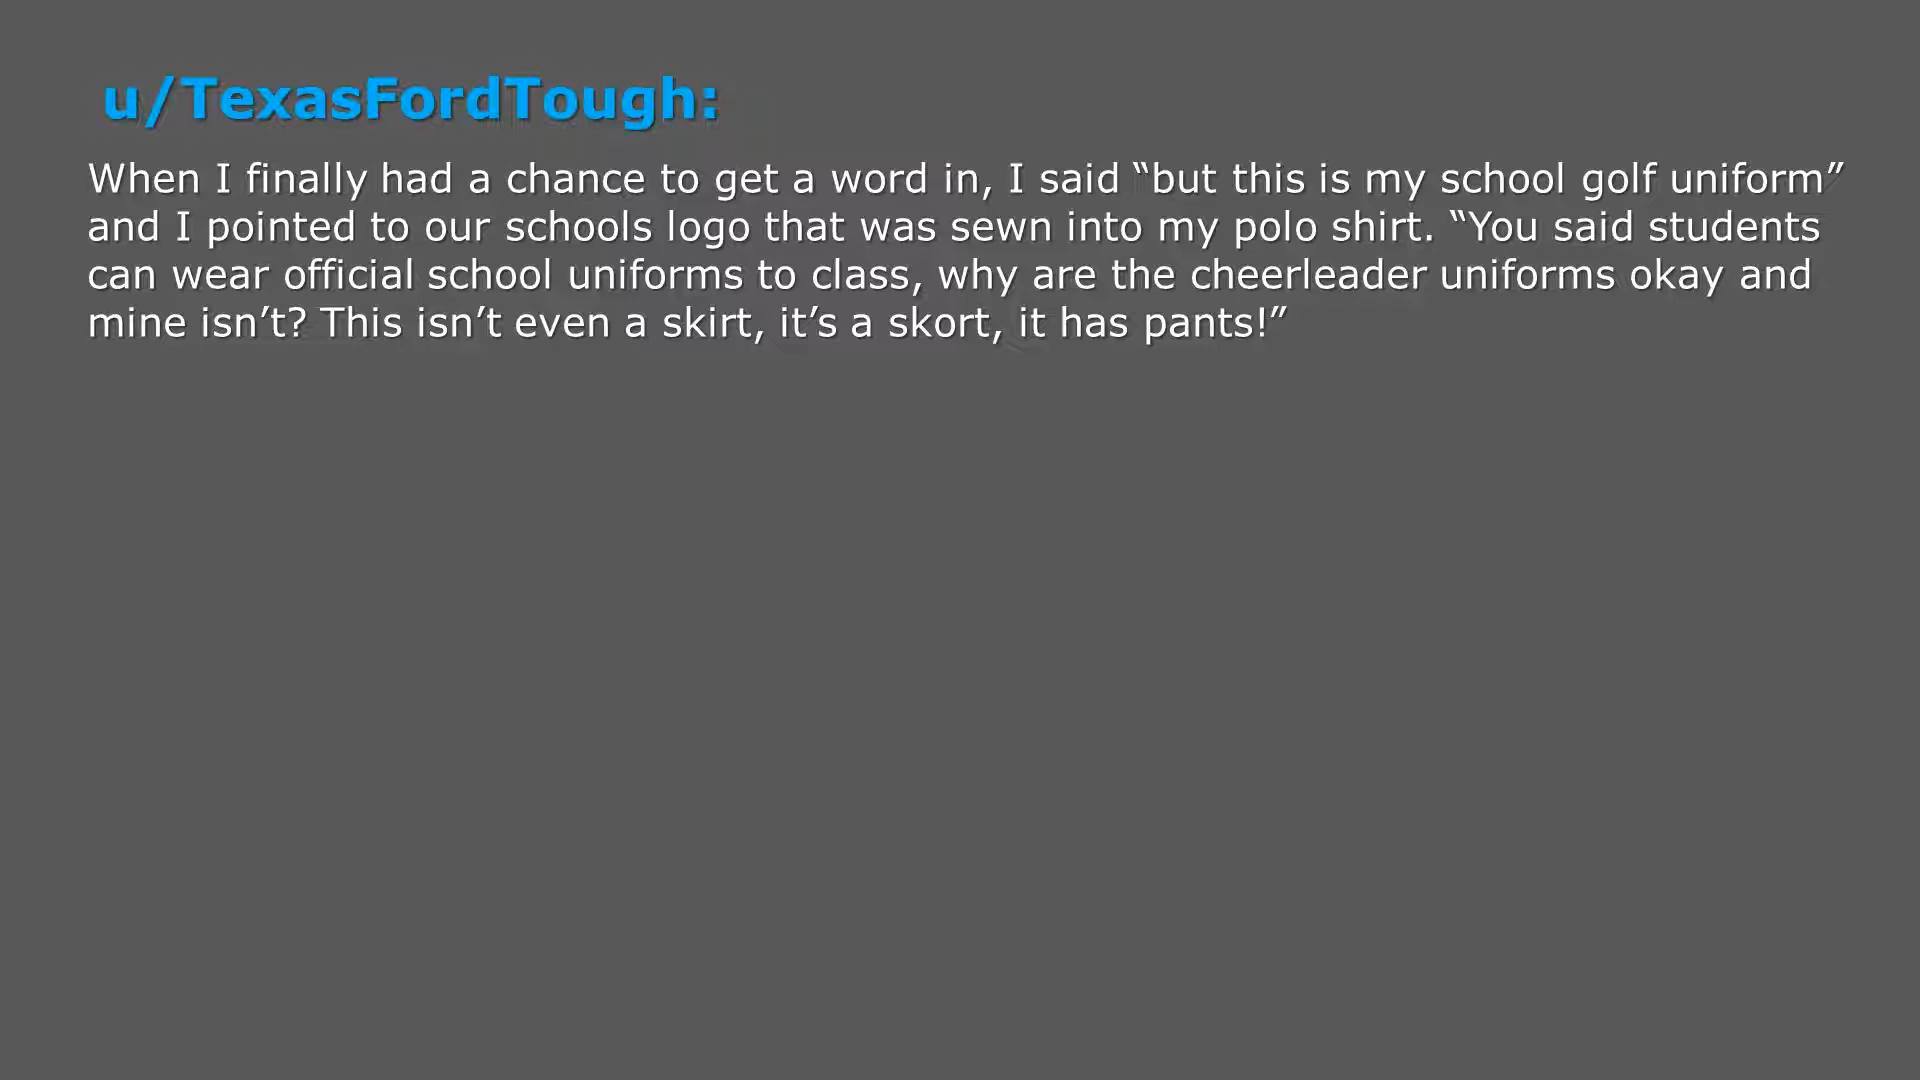 u/TexasFordTough:
When I finally had a chance to get a word in, I said “but this is my school golf uniform”
and I pointed to our schools logo that was sewn into my polo shirt. “You said students
can wear official school uniforms to class, why are the cheerleader uniforms okay and
mine isn’t? This isn’t even a skirt, it’s a skort, it has pants!”